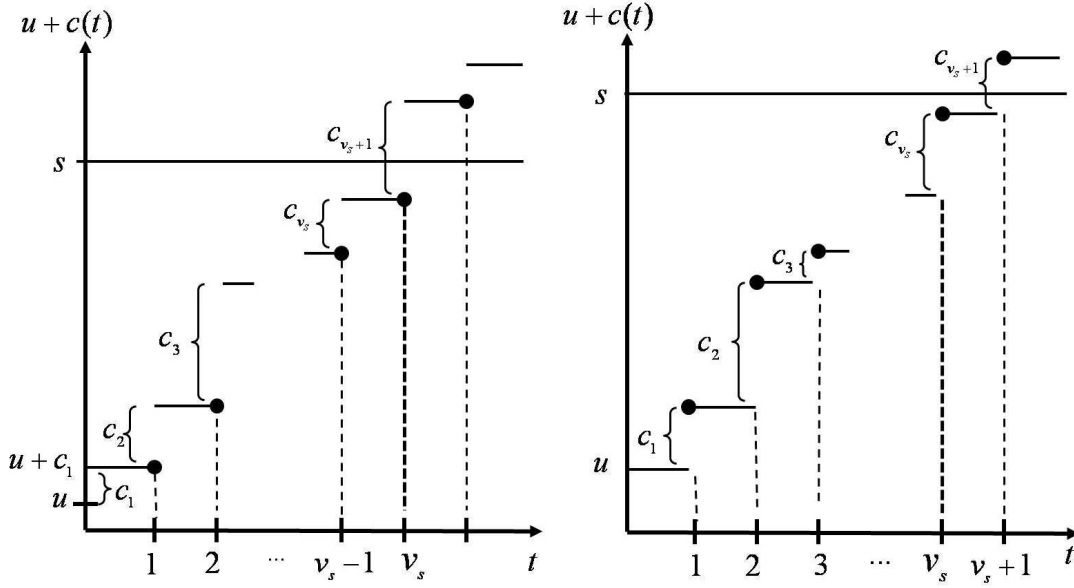 u + c(t)
c_{v_s+1}
s
c_{v_s}
c_3
c_2
u + c_1
u
c_1
1 2 ... v_s −1 v_s t
u + c(t)
c_{v_s+1}
s
c_{v_s}
c_3
c_2
c_1
u
1 2 3 ... v_s v_s +1 t